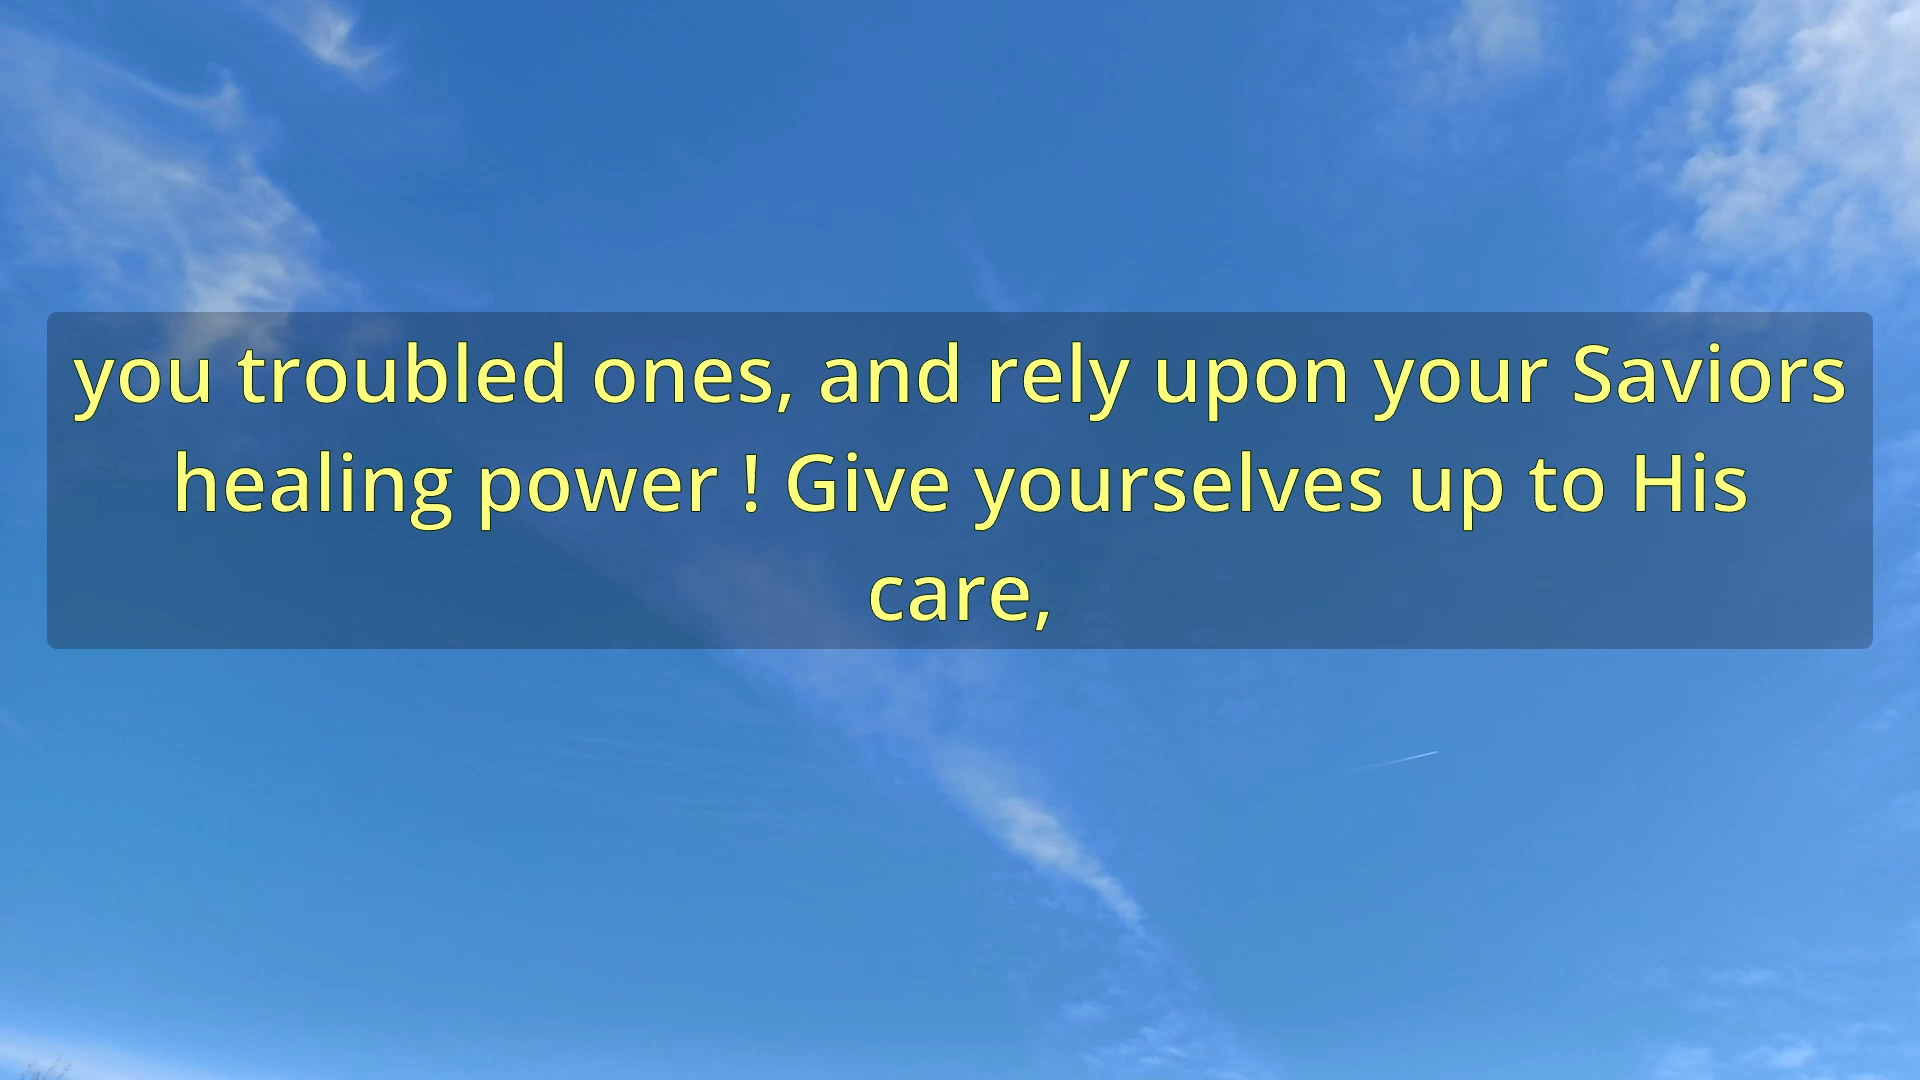 you troubled ones, and rely upon your Saviors
healing power ! Give yourselves up to His
care,